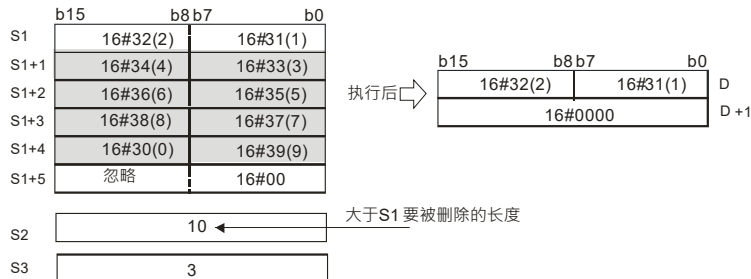 b15 b8 b7 b0
S1 16#32(2) 16#31(1)
S1+1 16#34(4) 16#33(3)
S1+2 16#36(6) 16#35(5)
S1+3 16#38(8) 16#37(7)
S1+4 16#30(0) 16#39(9)
S1+5 忽略 16#00
执行后
b15 b8 b7 b0
16#32(2) 16#31(1) D
16#0000 D +1
S2 10 大于S1 要被删除的长度
S3 3